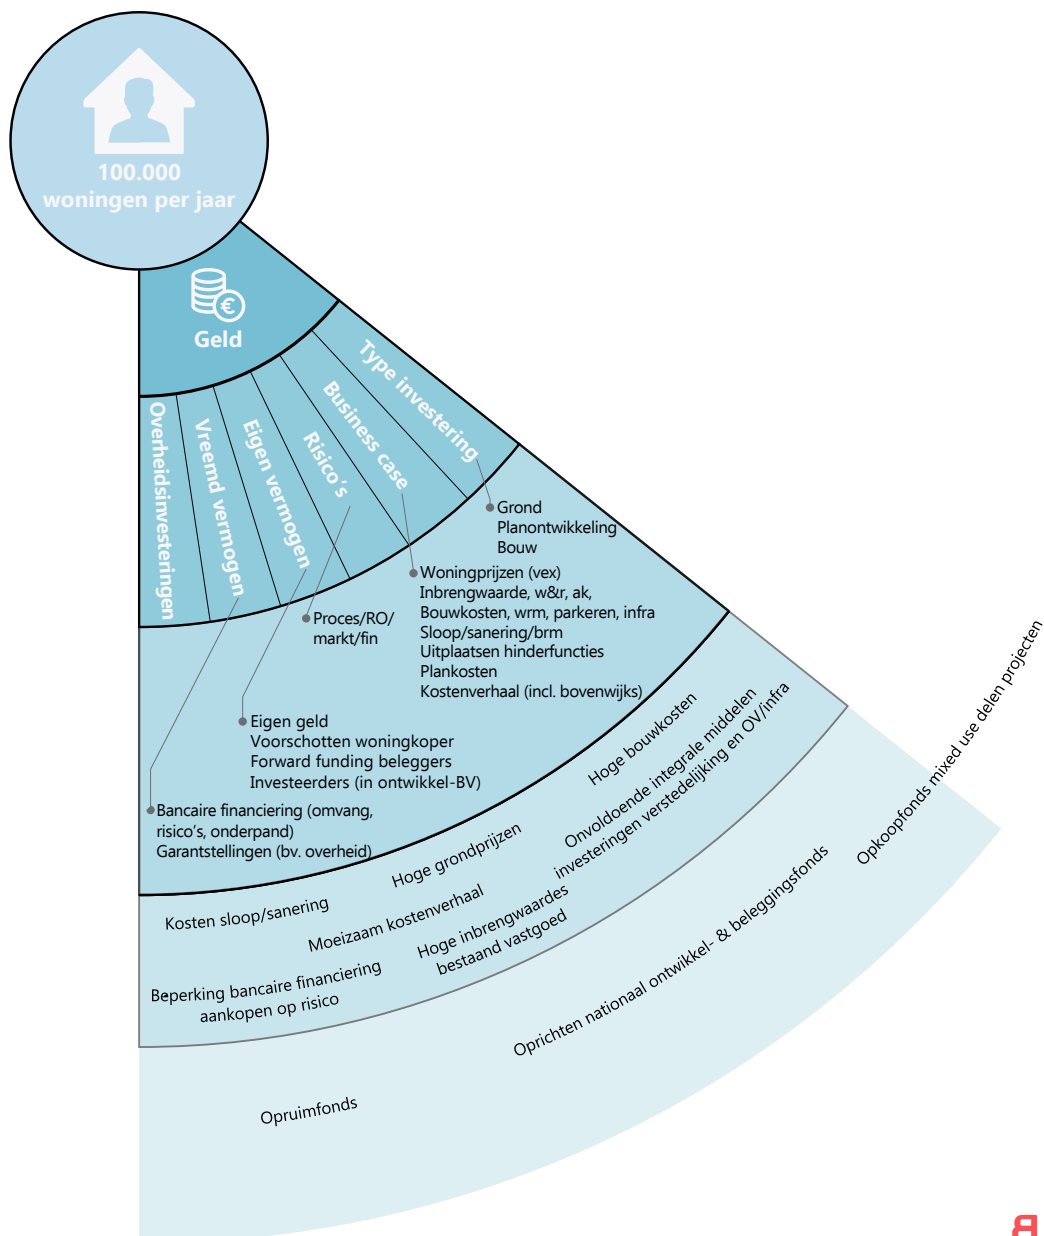 100.000
woningen per jaar
€
Geld
Overheidsinvesteringen
Vreemd vermogen
Eigen vermogen
Risico's
Business case
Type investering
Grond
Planontwikkeling
Bouw
Woningprijzen (vex)
Inbrengwaarde, w&r, ak,
Bouwkosten, wrm, parkeren, infra
Sloop/sanering/brm
Uitplaatsen hinderfuncties
Plankosten
Kostenverhaal (incl. bovenwijks)
Proces/RO/
markt/fin
Eigen geld
Voorschotten woningkoper
Forward funding beleggers
Investeerders (in ontwikkel-BV)
Bancaire financiering (omvang,
risico's, onderpand)
Garantstellingen (bv. overheid)
Kosten sloop/sanering
Hoge grondprijzen
Hoge bouwkosten
Beperking bancaire financiering
aankopen op risico
Moeizaam kostenverhaal
Hoge inbrengwaardes
bestaand vastgoed
Onvoldoende integrale middelen
investeringen verstedelijking en OV/infra
Opruimfonds
Oprichten nationaal ontwikkel- & beleggingsfonds
Opkoopfonds mixed use delen projecten